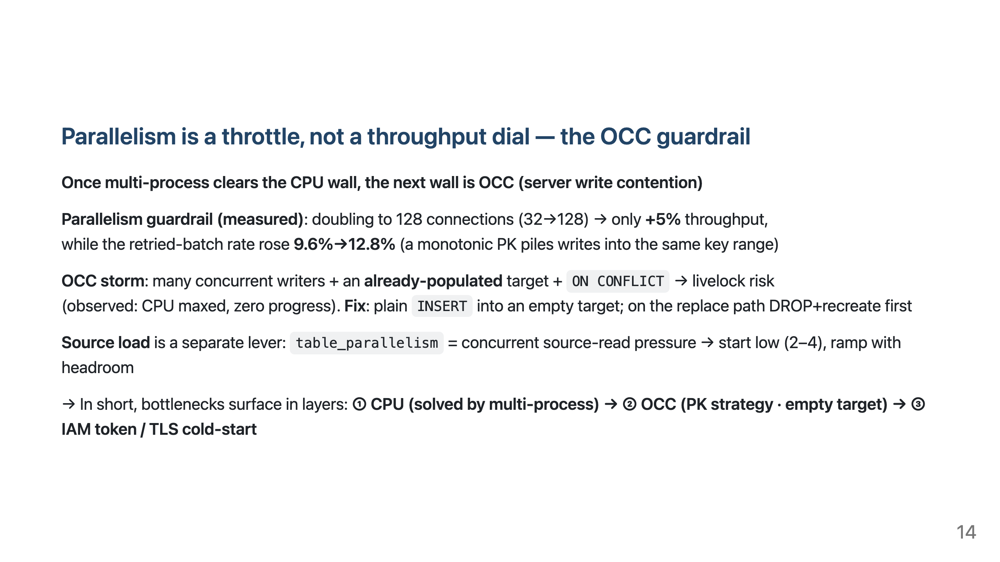 Parallelism is a throttle, not a throughput dial — the OCC guardrail
Once multi-process clears the CPU wall, the next wall is OCC (server write contention)
Parallelism guardrail (measured): doubling to 128 connections (32→128) → only +5% throughput,
while the retried-batch rate rose 9.6%→12.8% (a monotonic PK piles writes into the same key range)
OCC storm: many concurrent writers + an already-populated target + ON CONFLICT → livelock risk
(observed: CPU maxed, zero progress). Fix: plain INSERT into an empty target; on the replace path DROP+recreate first
Source load is a separate lever: table_parallelism = concurrent source-read pressure → start low (2–4), ramp with
headroom
→ In short, bottlenecks surface in layers: ① CPU (solved by multi-process) → ② OCC (PK strategy · empty target) → ③
IAM token / TLS cold-start
14